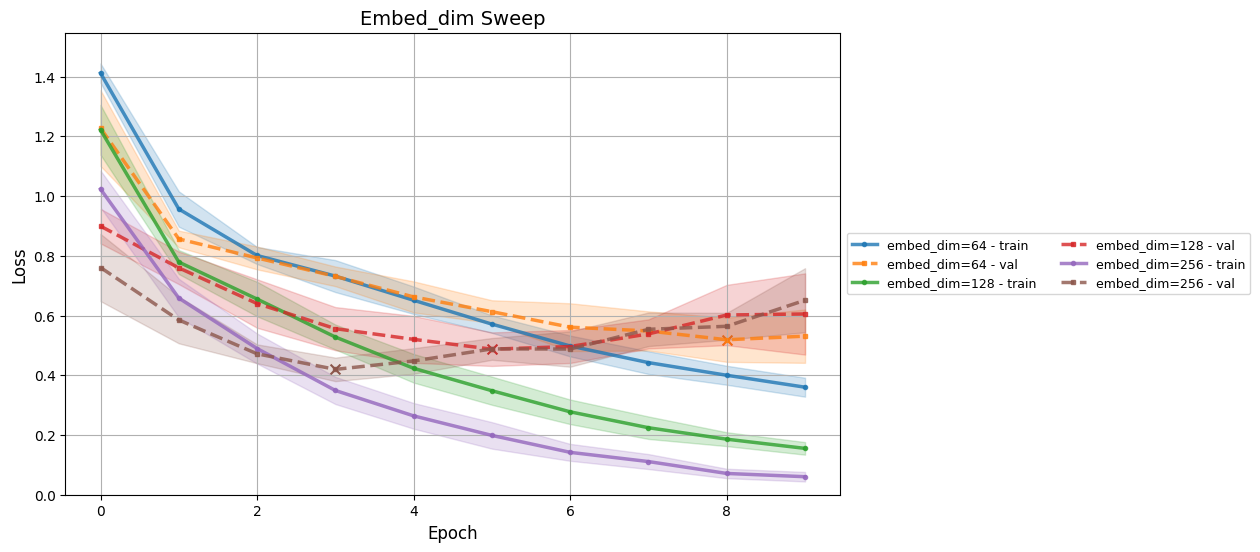 Embed_dim Sweep
Loss
1.4
1.2
1.0
0.8
0.6
0.4
0.2
0.0
0 2 4 6 8
Epoch
embed_dim=64 - train
embed_dim=64 - val
embed_dim=128 - train
embed_dim=128 - val
embed_dim=256 - train
embed_dim=256 - val